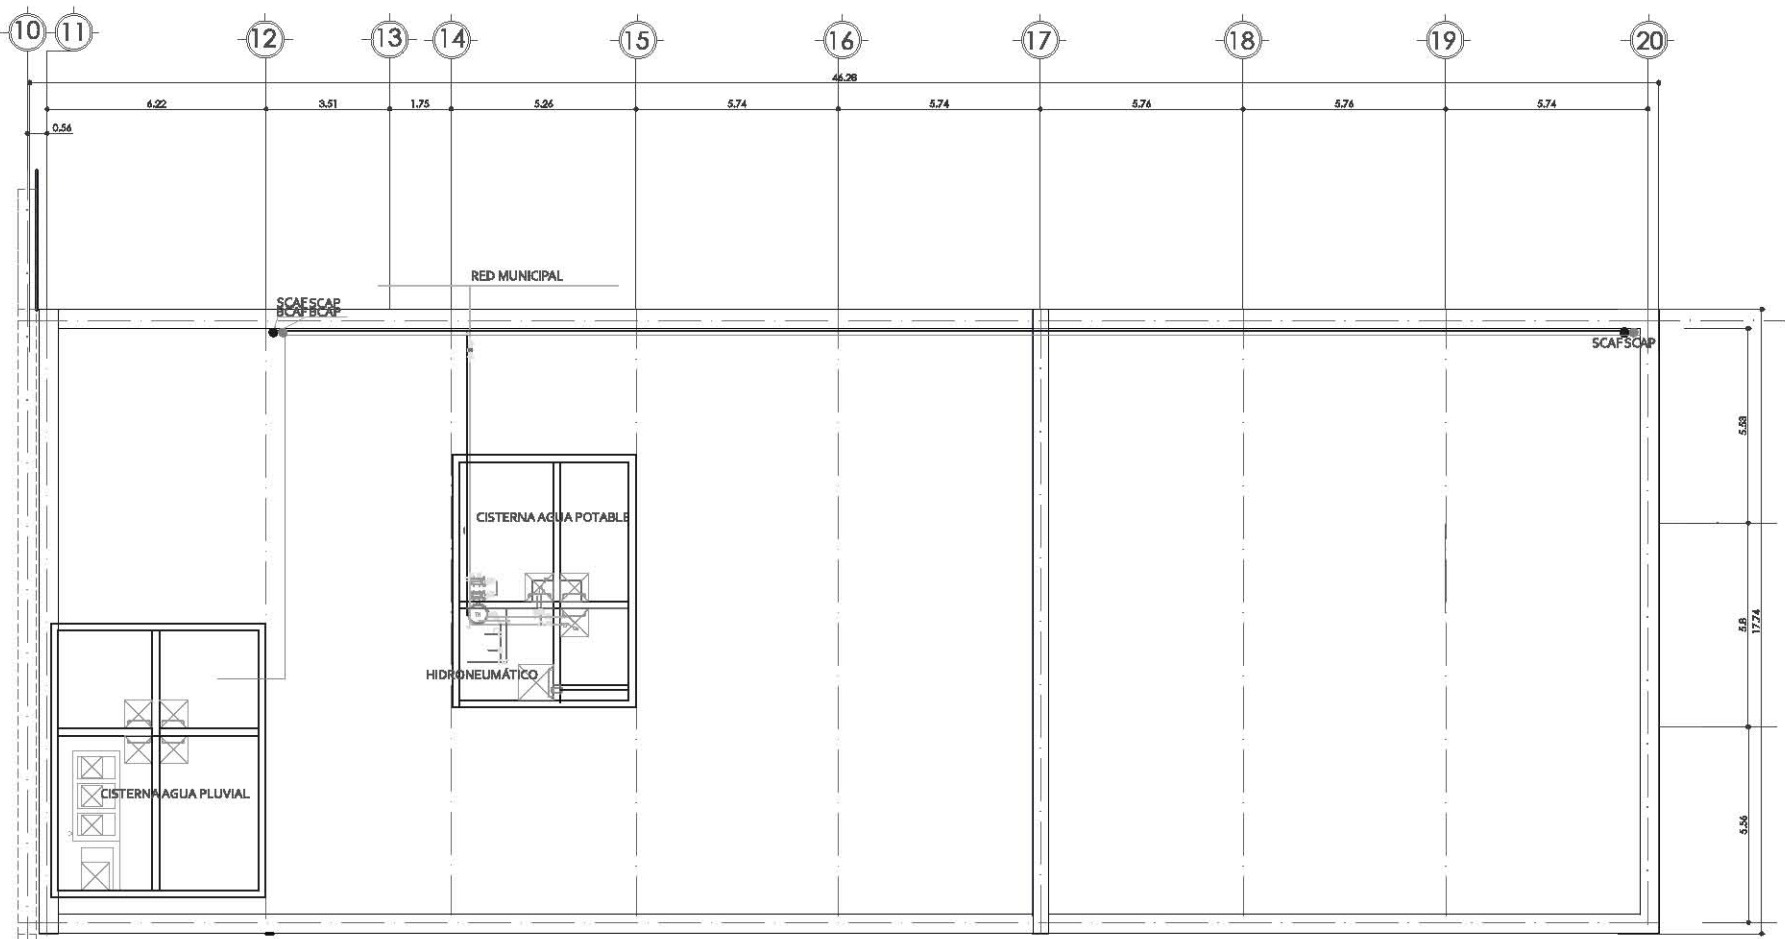 10 11 12 13 14 15 16 17 18 19 20
46.28
6.22 3.51 1.75 5.26 5.74 5.74 5.76 5.76 5.74
0.56
RED MUNICIPAL
SCAF SCAP
BCAF BCAP
SCAF SCAP
5.53
CISTERNA AGUA POTABLE
5.8
17.74
HIDRONEUMÁTICO
CISTERNA AGUA PLUVIAL
5.56